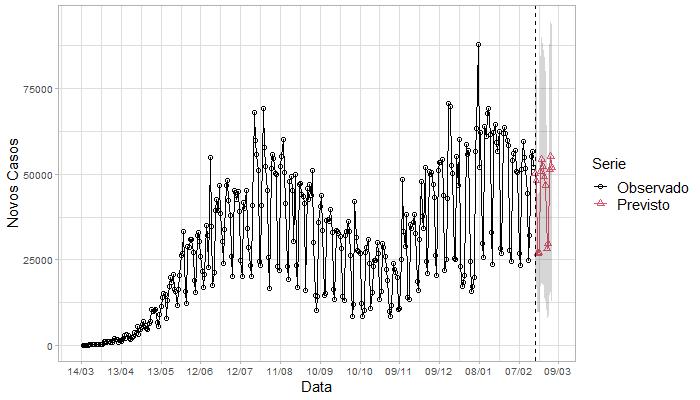 75000
50000
25000
0
Novos Casos
14/03 13/04 13/05 12/06 12/07 11/08 10/09 10/10 09/11 09/12 08/01 07/02 09/03
Data
Serie
Observado
Previsto